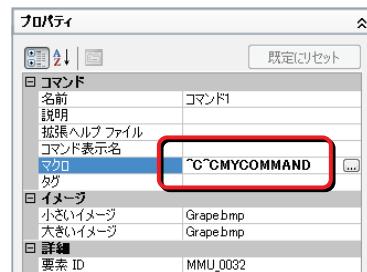 プロパティ
既定にリセット
コマンド
名前 コマンド1
説明
拡張ヘルプ ファイル
コマンド表示名
マクロ ^C^CMYCOMMAND ...
タグ
イメージ
小さいイメージ Grape.bmp
大きいイメージ Grape.bmp
詳細
要素 ID MMU_0032